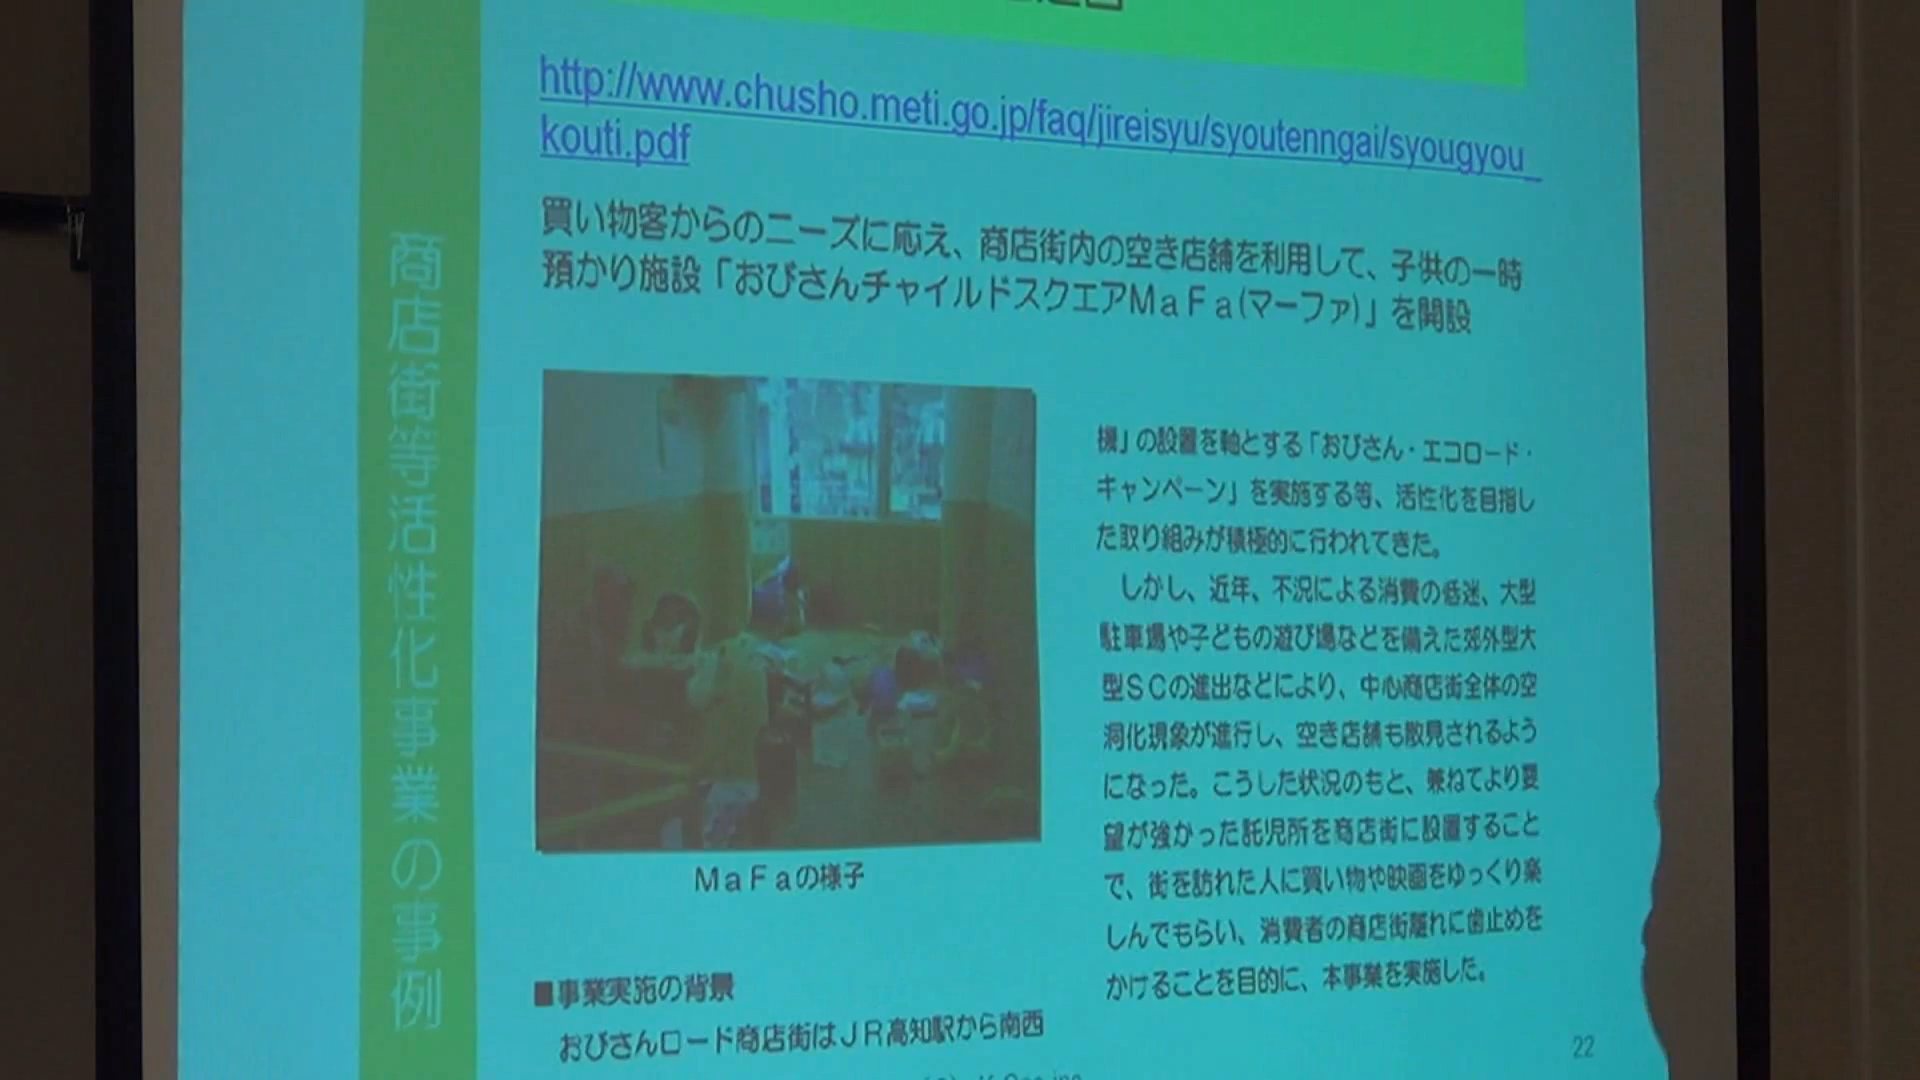 http://www.chusho.meti.go.jp/faq/jireisyu/syoutenngai/syougyou_
kouti.pdf
買い物客からのニーズに応え、商店街内の空き店舗を利用して、子供の一時
預かり施設「おびさんチャイルドスクエアMaFa(マーファ)」を開設
商店街等活性化事業の事例
MaFaの様子
■事業実施の背景
おびさんロード商店街はJR高知駅から南西
機」の設置を軸とする「おびさん・エコロード・
キャンペーン」を実施する等、活性化を目指し
た取り組みが積極的に行われてきた。
しかし、近年、不況による消費の低迷、大型
駐車場や子どもの遊び場などを備えた郊外型大
型SCの進出などにより、中心商店街全体の空
洞化現象が進行し、空き店舗も散見されるよう
になった。こうした状況のもと、兼ねてより要
望が強かった託児所を商店街に設置すること
で、街を訪れた人に買い物や映画をゆっくり楽
しんでもらい、消費者の商店街離れに歯止めを
かけることを目的に、本事業を実施した。
22